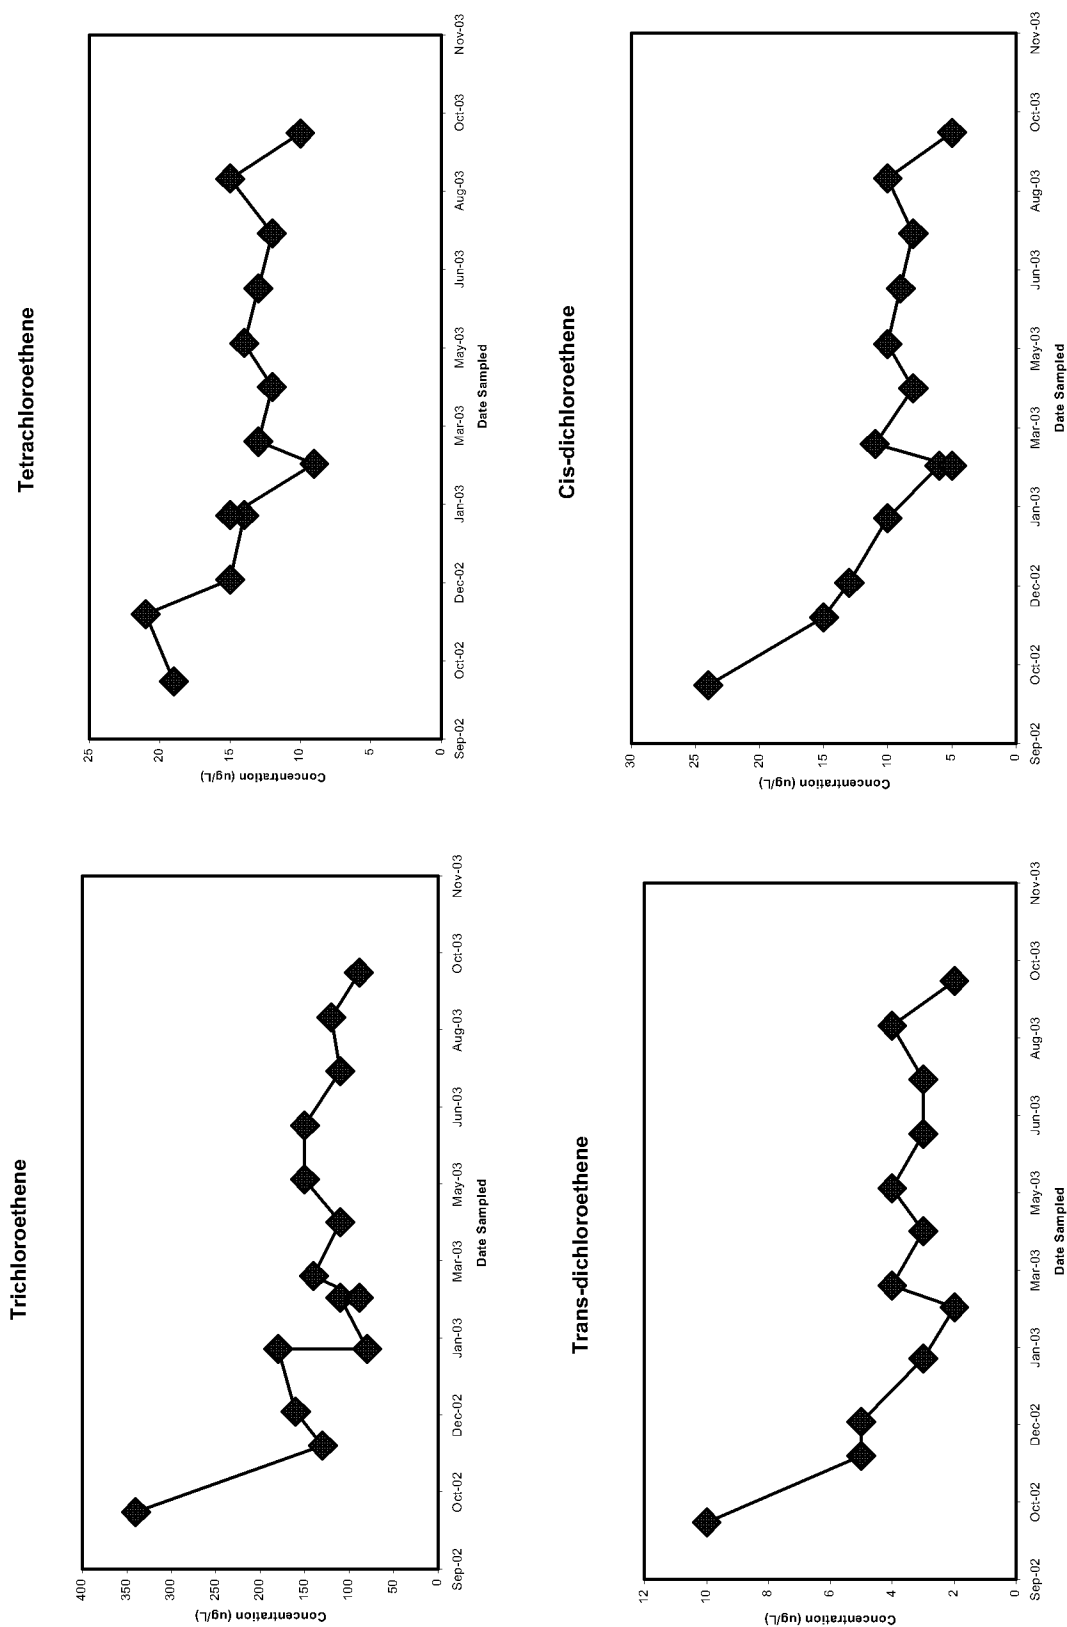 Trichloroethene
400
350
300
250
200
150
100
50
0
Concentration (ug/L)
Sep-02
Oct-02
Dec-02
Jan-03
Mar-03
May-03
Jun-03
Aug-03
Oct-03
Nov-03
Date Sampled
Tetrachloroethene
25
20
15
10
5
0
Concentration (ug/L)
Sep-02
Oct-02
Dec-02
Jan-03
Mar-03
May-03
Jun-03
Aug-03
Oct-03
Nov-03
Date Sampled
Trans-dichloroethene
12
10
8
6
4
2
0
Concentration (ug/L)
Sep-02
Oct-02
Dec-02
Jan-03
Mar-03
May-03
Jun-03
Aug-03
Oct-03
Nov-03
Date Sampled
Cis-dichloroethene
30
25
20
15
10
5
0
Concentration (ug/L)
Sep-02
Oct-02
Dec-02
Jan-03
Mar-03
May-03
Jun-03
Aug-03
Oct-03
Nov-03
Date Sampled